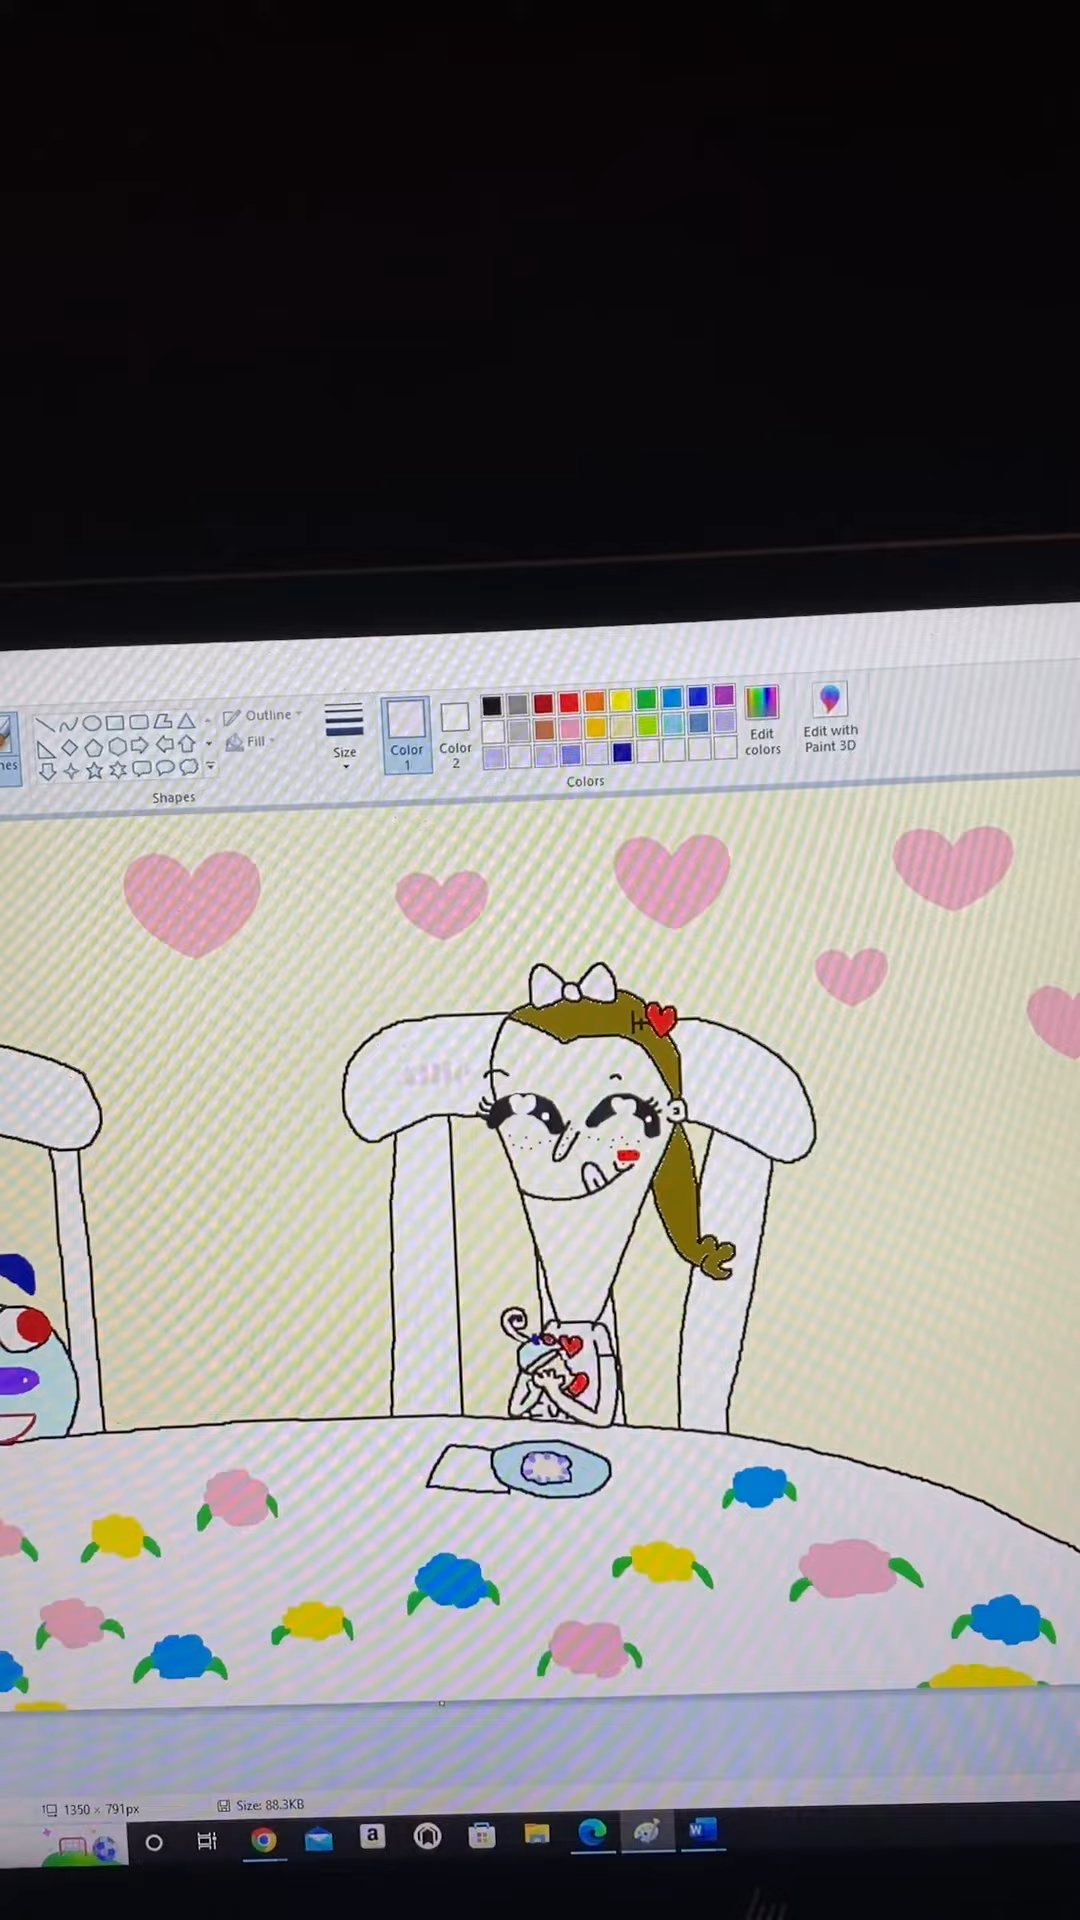 Outline
Fill
Size
Color
1
Color
2
Edit
colors
Edit with
Paint 3D
Shapes
Colors
1350 × 791px
Size: 88.3KB
a
W
hp